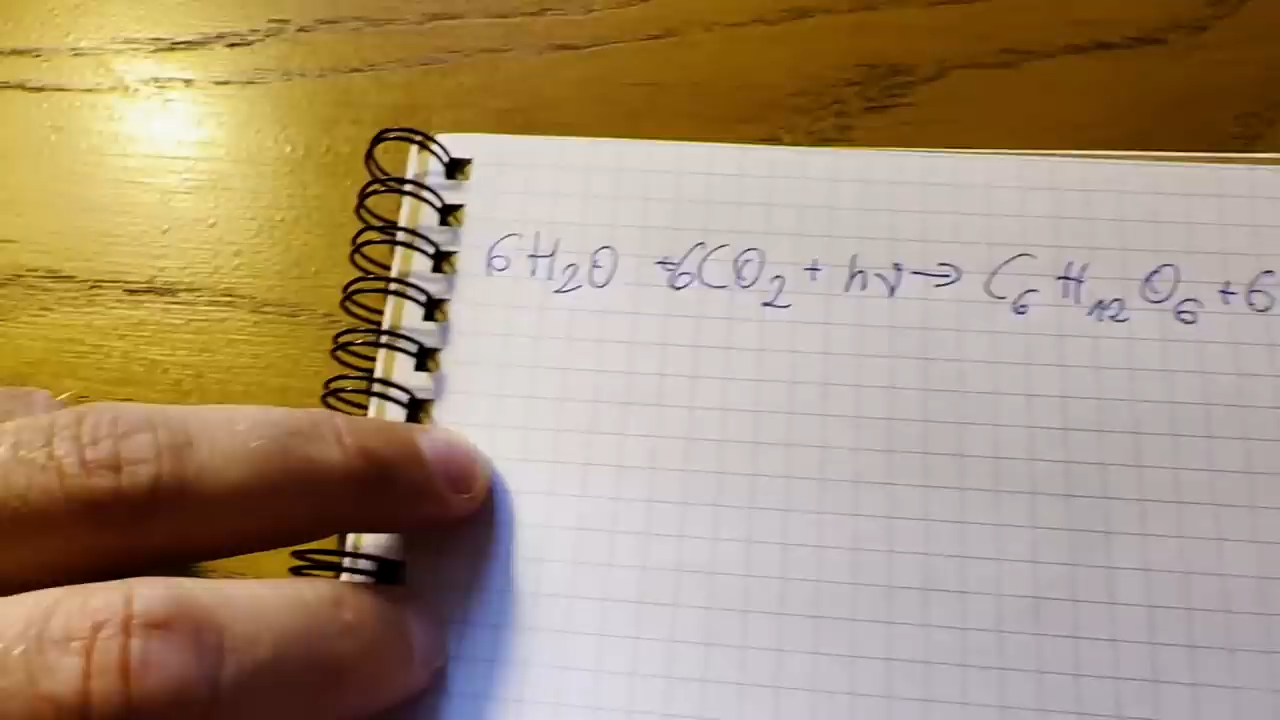 6H₂O +6CO₂ + hν → C₆H₁₂O₆ + 6